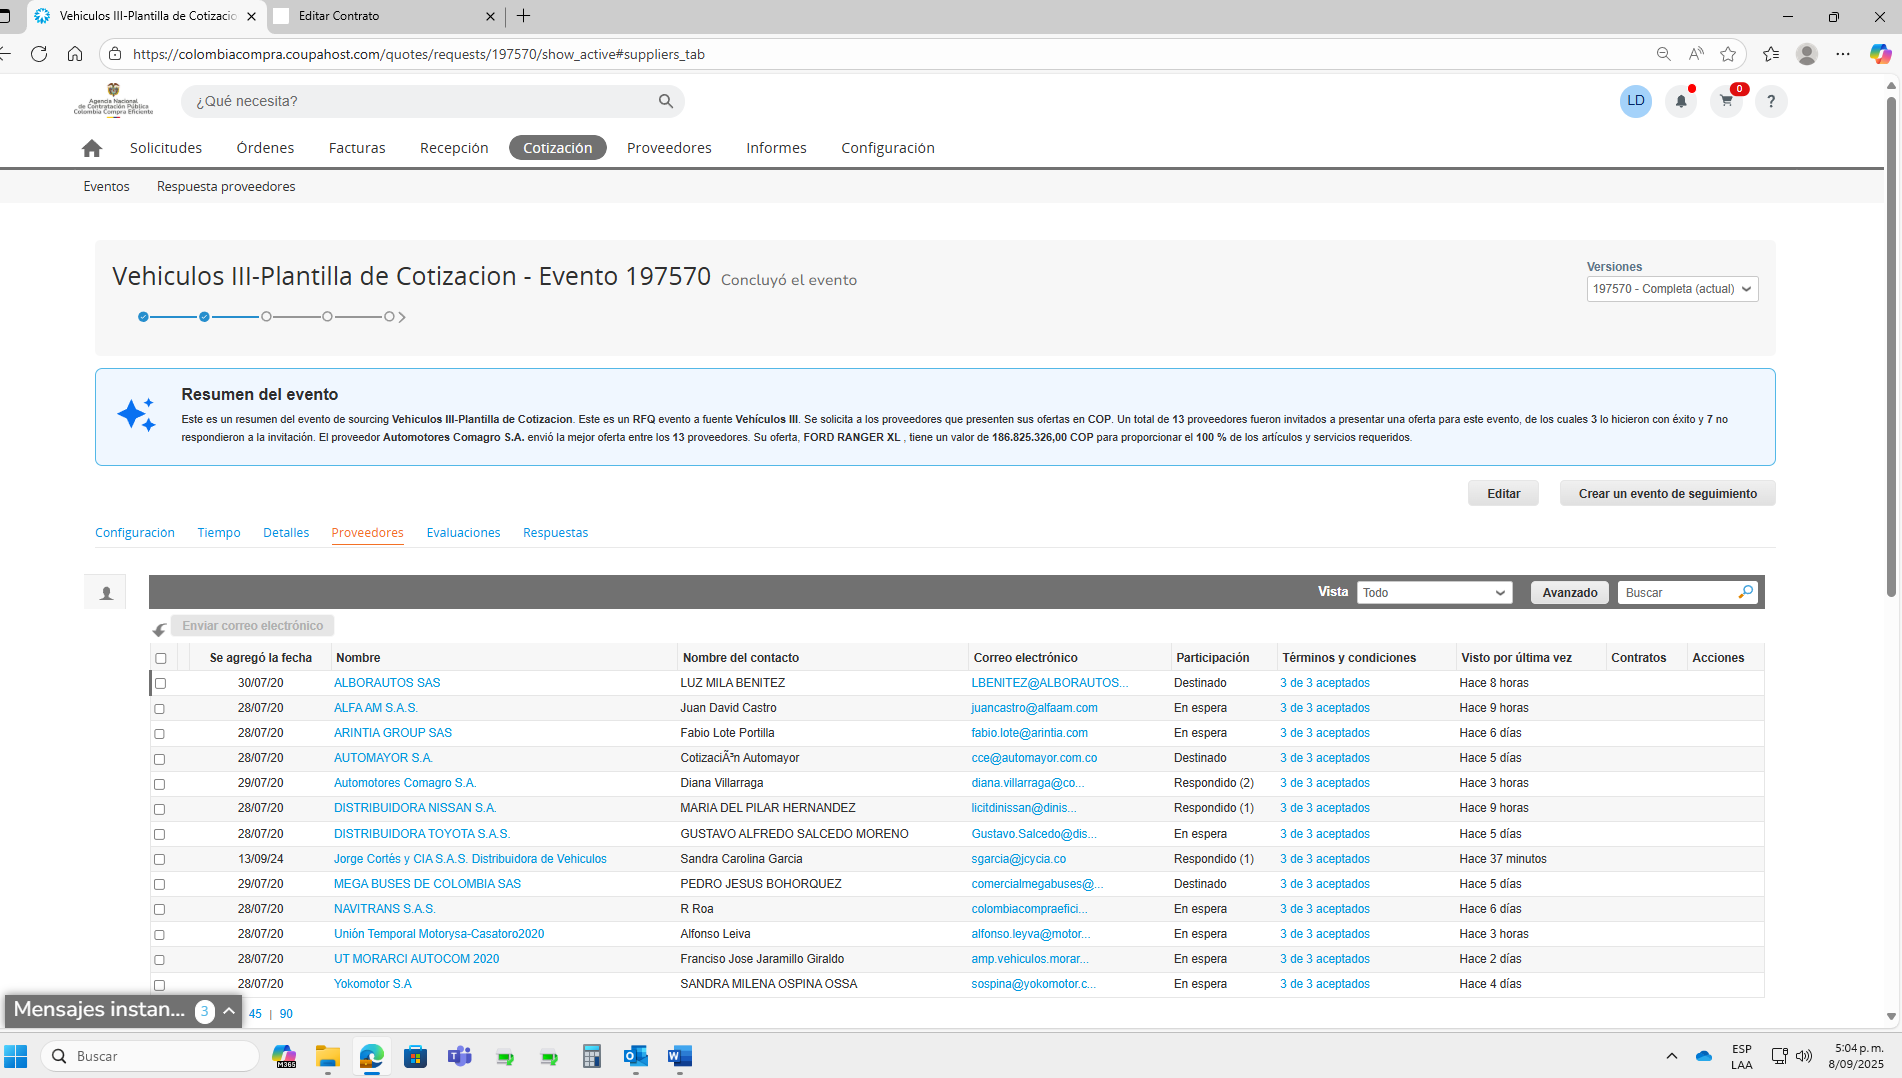 Vehiculos III-Plantilla de Cotizacio
Editar Contrato
https://colombiacompra.coupahost.com/quotes/requests/197570/show_active#suppliers_tab
Agencia Nacional
de Contratación Pública
Colombia Compra Eficiente
¿Qué necesita?
LD
0
?
Solicitudes Órdenes Facturas Recepción Cotización Proveedores Informes Configuración
Eventos Respuesta proveedores
Vehiculos III-Plantilla de Cotizacion - Evento 197570 Concluyó el evento
Versiones
197570 - Completa (actual)
Resumen del evento
Este es un resumen del evento de sourcing Vehiculos III-Plantilla de Cotizacion. Este es un RFQ evento a fuente Vehículos III. Se solicita a los proveedores que presenten sus ofertas en COP. Un total de 13 proveedores fueron invitados a presentar una oferta para este evento, de los cuales 3 lo hicieron con éxito y 7 no
respondieron a la invitación. El proveedor Automotores Comagro S.A. envió la mejor oferta entre los 13 proveedores. Su oferta, FORD RANGER XL , tiene un valor de 186.825.326,00 COP para proporcionar el 100 % de los artículos y servicios requeridos.
Editar Crear un evento de seguimiento
Configuración Tiempo Detalles Proveedores Evaluaciones Respuestas
Vista Todo Avanzado Buscar
Enviar correo electrónico
Se agregó la fecha Nombre Nombre del contacto Correo electrónico Participación Términos y condiciones Visto por última vez Contratos Acciones
30/07/20 ALBORAUTOS SAS LUZ MILA BENITEZ LBENITEZ@ALBORAUTOS... Destinado 3 de 3 aceptados Hace 8 horas
28/07/20 ALFA AM S.A.S. Juan David Castro juancastro@alfaam.com En espera 3 de 3 aceptados Hace 9 horas
28/07/20 ARINTIA GROUP SAS Fabio Lote Portilla fabio.lote@arintia.com En espera 3 de 3 aceptados Hace 6 días
28/07/20 AUTOMAYOR S.A. CotizaciÃ³n Automayor cce@automayor.com.co Destinado 3 de 3 aceptados Hace 5 días
29/07/20 Automotores Comagro S.A. Diana Villarraga diana.villarraga@co... Respondido (2) 3 de 3 aceptados Hace 3 horas
28/07/20 DISTRIBUIDORA NISSAN S.A. MARIA DEL PILAR HERNANDEZ licitdinissan@dinis... Respondido (1) 3 de 3 aceptados Hace 9 horas
28/07/20 DISTRIBUIDORA TOYOTA S.A.S. GUSTAVO ALFREDO SALCEDO MORENO Gustavo.Salcedo@dis... En espera 3 de 3 aceptados Hace 5 días
13/09/24 Jorge Cortés y CIA S.A.S. Distribuidora de Vehiculos Sandra Carolina Garcia sgarcia@jcycia.co Respondido (1) 3 de 3 aceptados Hace 37 minutos
29/07/20 MEGA BUSES DE COLOMBIA SAS PEDRO JESUS BOHORQUEZ comercialmegabuses@... Destinado 3 de 3 aceptados Hace 5 días
28/07/20 NAVITRANS S.A.S. R Roa colombiacompraefici... En espera 3 de 3 aceptados Hace 6 días
28/07/20 Unión Temporal Motorysa-Casatoro2020 Alfonso Leiva alfonso.leyva@motor... En espera 3 de 3 aceptados Hace 3 horas
28/07/20 UT MORARCI AUTOCOM 2020 Franciso Jose Jaramillo Giraldo amp.vehiculos.morar... En espera 3 de 3 aceptados Hace 2 días
28/07/20 Yokomotor S.A SANDRA MILENA OSPINA OSSA sospina@yokomotor.c... En espera 3 de 3 aceptados Hace 4 días
Mensajes instan... 3
45 | 90
Buscar
M365
ESP
LAA
5:04 p. m.
8/09/2025